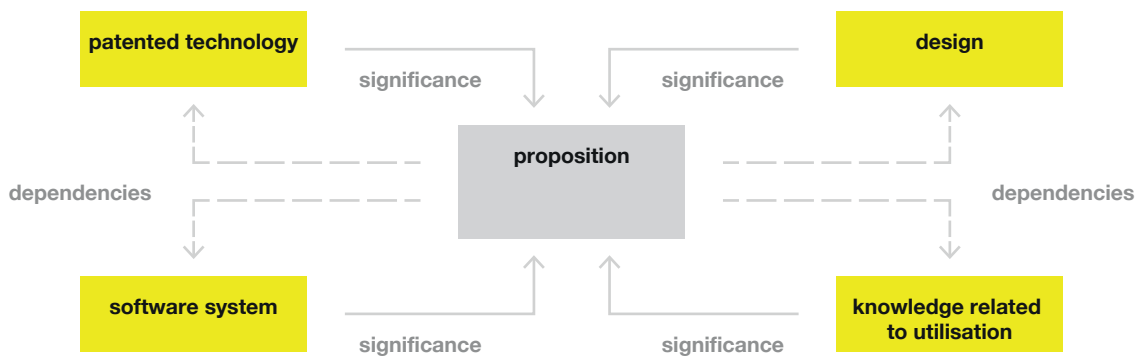 patented technology
design
significance
significance
proposition
dependencies
dependencies
software system
knowledge related
to utilisation
significance
significance